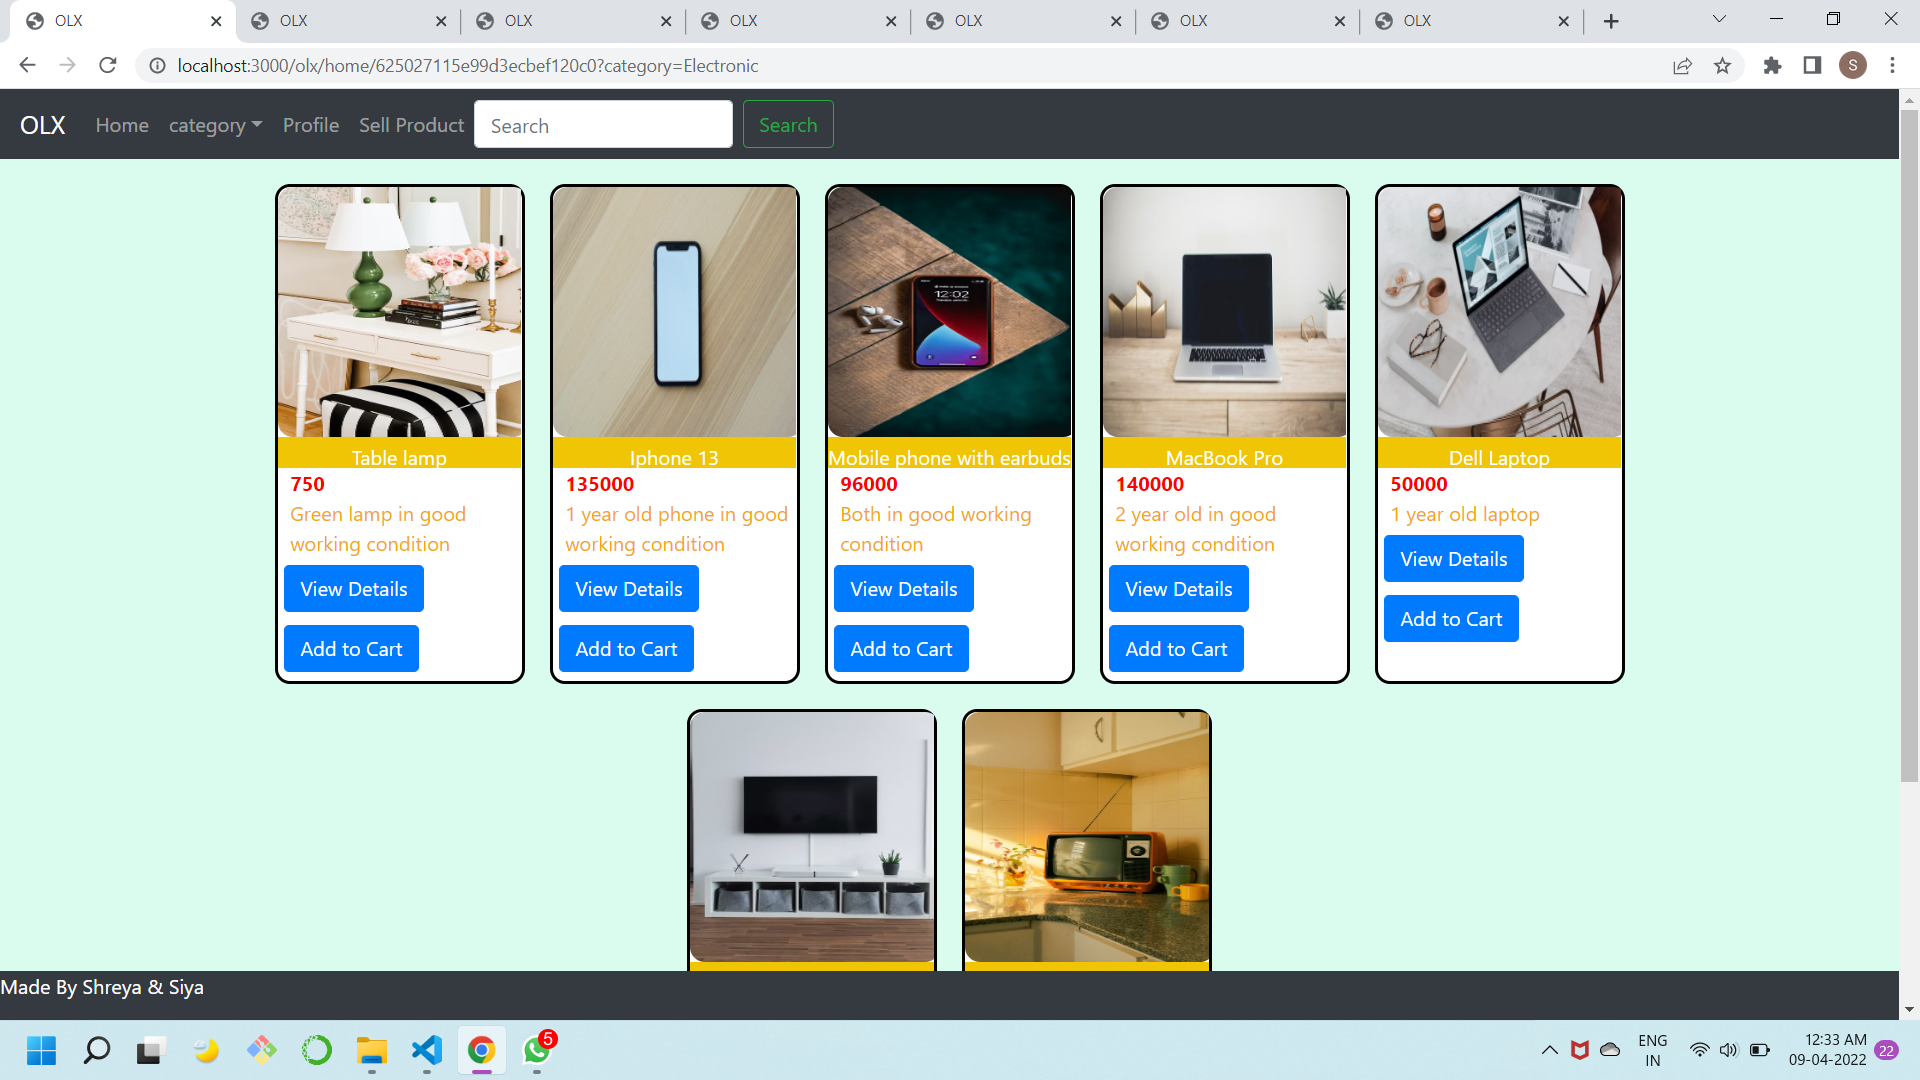 OLX
OLX
OLX
OLX
OLX
OLX
OLX
localhost:3000/olx/home/625027115e99d3ecbef120c0?category=Electronic
S
OLX Home category Profile Sell Product Search Search
12:02
Table lamp
750
Green lamp in good
working condition
View Details
Add to Cart
Iphone 13
135000
1 year old phone in good
working condition
View Details
Add to Cart
Mobile phone with earbuds
96000
Both in good working
condition
View Details
Add to Cart
MacBook Pro
140000
2 year old in good
working condition
View Details
Add to Cart
Dell Laptop
50000
1 year old laptop
View Details
Add to Cart
Made By Shreya & Siya
5
ENG
IN
12:33 AM
09-04-2022
22